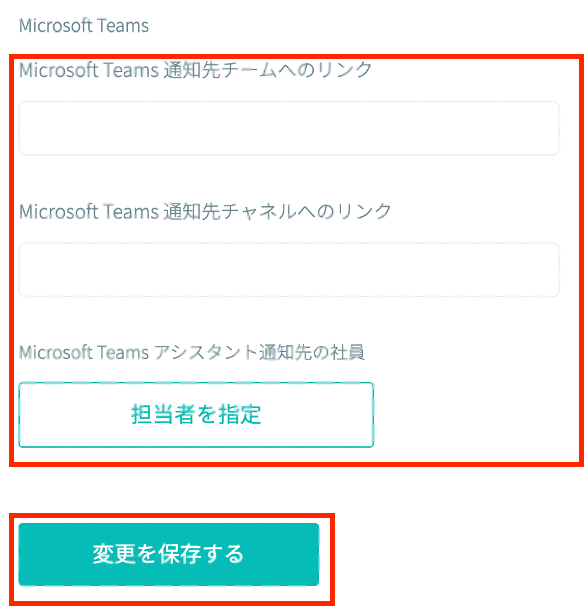 Microsoft Teams
Microsoft Teams 通知先チームへのリンク
Microsoft Teams 通知先チャネルへのリンク
Microsoft Teams アシスタント通知先の社員
担当者を指定
変更を保存する